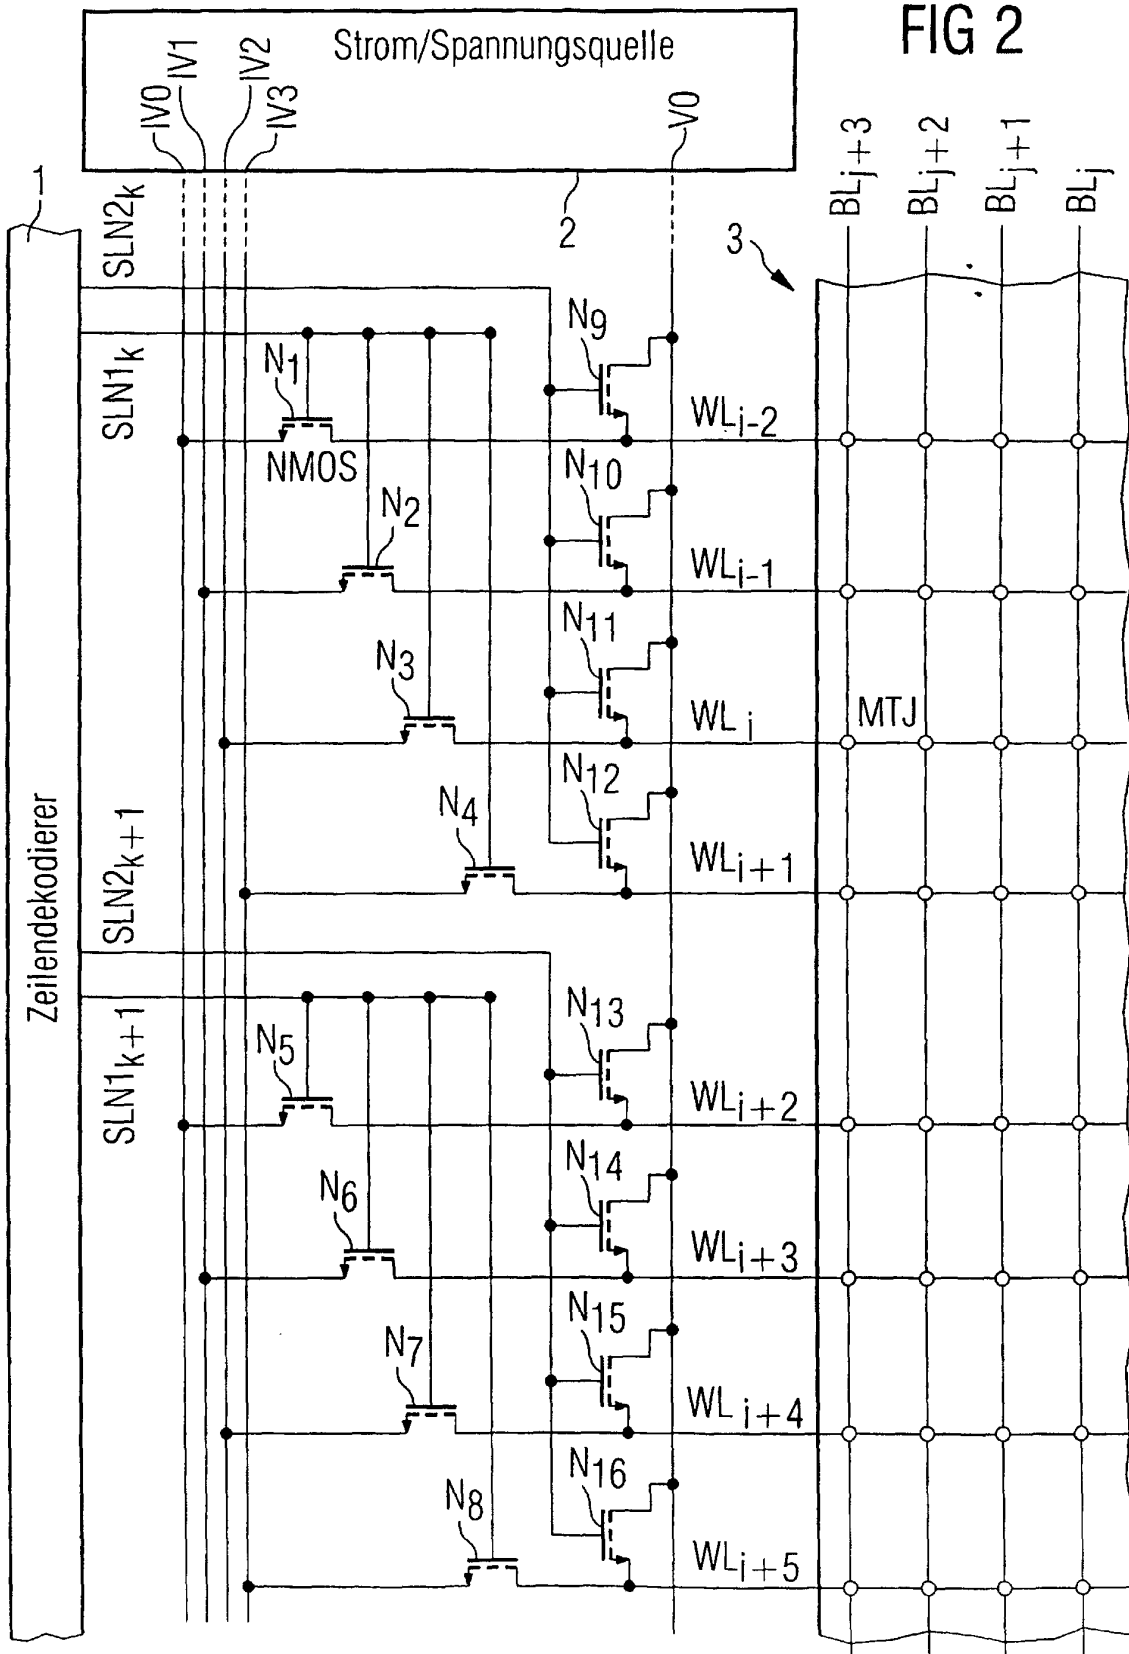 FIG 2
Strom/Spannungsquelle
IV0
IV1
IV2
IV3
V0
2
1
3
BLj+3
BLj+2
BLj+1
BLj
SLN2k
SLN1k
N1
NMOS
N2
N3
N4
N9
N10
N11
N12
WLi-2
WLi-1
WL i
MTJ
WLi+1
Zeilendekodierer
SLN2k+1
SLN1k+1
N5
N6
N7
N8
N13
N14
N15
N16
WLi+2
WLi+3
WL i+4
WLi+5